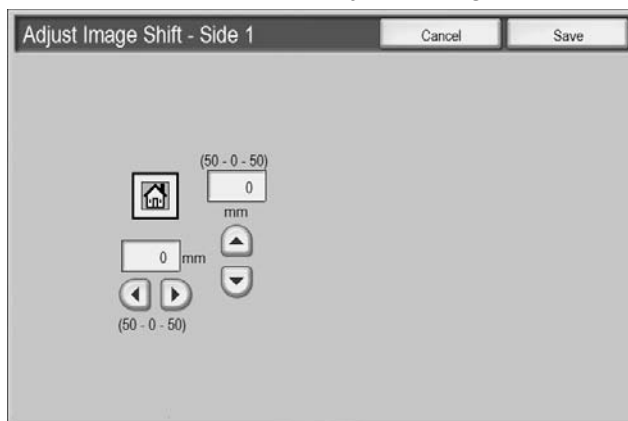 Adjust Image Shift - Side 1
Cancel
Save
(50 - 0 - 50)
0
mm
0 mm
(50 - 0 - 50)